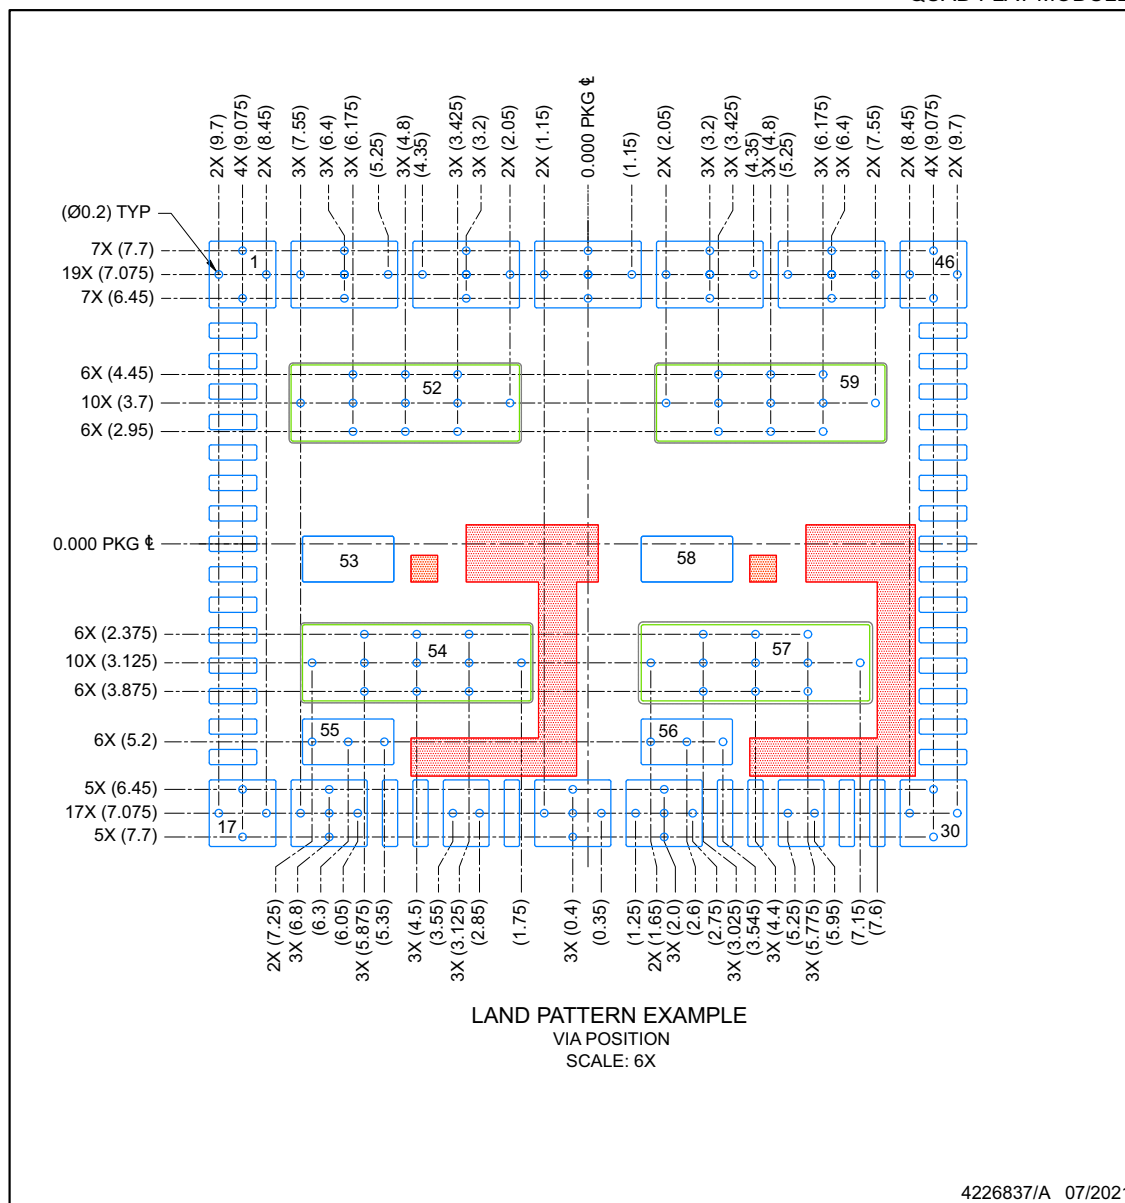 2X (9.7)
4X (9.075)
2X (8.45)
3X (7.55)
3X (6.4)
3X (6.175)
(5.25)
3X (4.8)
(4.35)
3X (3.425)
3X (3.2)
2X (2.05)
2X (1.15)
0.000 PKG ℄
(1.15)
2X (2.05)
3X (3.2)
3X (3.425)
(4.35)
3X (4.8)
(5.25)
3X (6.175)
3X (6.4)
2X (7.55)
2X (8.45)
4X (9.075)
2X (9.7)
(Ø0.2) TYP
7X (7.7)
1
46
19X (7.075)
7X (6.45)
6X (4.45)
52
59
10X (3.7)
6X (2.95)
0.000 PKG ℄
53
58
6X (2.375)
54
57
10X (3.125)
6X (3.875)
55
56
6X (5.2)
5X (6.45)
17X (7.075)
17
30
5X (7.7)
2X (7.25)
3X (6.8)
(6.3)
(6.05)
3X (5.875)
(5.35)
3X (4.5)
(3.55)
3X (3.125)
(2.85)
(1.75)
3X (0.4)
(0.35)
(1.25)
2X (1.65)
3X (2.0)
(2.6)
(2.75)
3X (3.025)
(3.545)
3X (4.4)
(5.25)
3X (5.775)
(5.95)
(7.15)
(7.6)
LAND PATTERN EXAMPLE
VIA POSITION
SCALE: 6X
4226837/A 07/2021